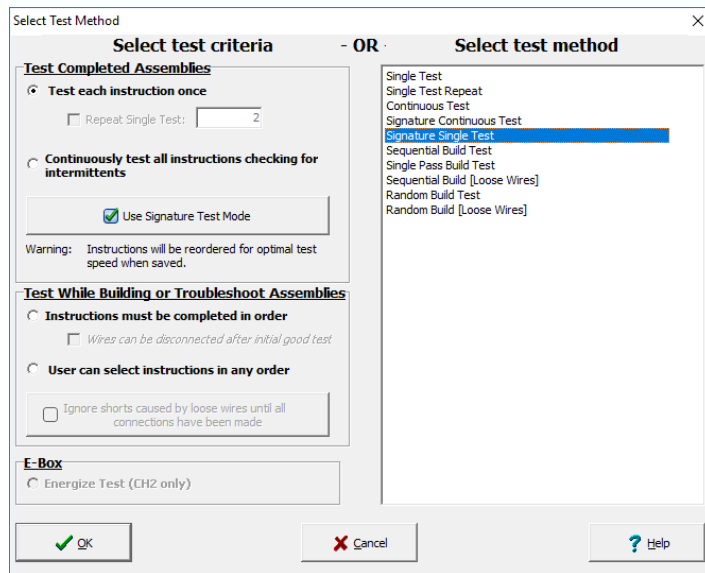 Select Test Method
Select test criteria - OR - Select test method
Test Completed Assemblies
Test each instruction once
Repeat Single Test: 2
Continuously test all instructions checking for
intermittents
Use Signature Test Mode
Warning: Instructions will be reordered for optimal test
speed when saved.
Test While Building or Troubleshoot Assemblies
Instructions must be completed in order
Wires can be disconnected after initial good test
User can select instructions in any order
Ignore shorts caused by loose wires until all
connections have been made
E-Box
Energize Test (CH2 only)
Single Test
Single Test Repeat
Continuous Test
Signature Continuous Test
Signature Single Test
Sequential Build Test
Single Pass Build Test
Sequential Build [Loose Wires]
Random Build Test
Random Build [Loose Wires]
OK
Cancel
Help